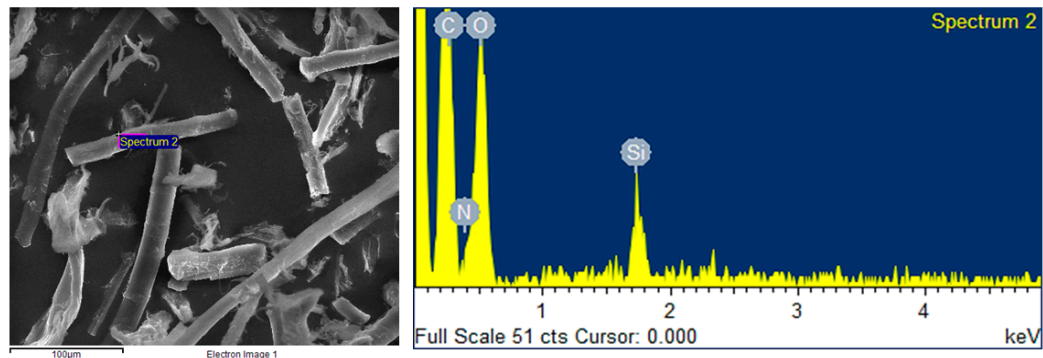 Spectrum 2
100µm
Electron Image 1
C
O
Spectrum 2
Si
N
1
2
3
4
Full Scale 51 cts Cursor: 0.000
keV